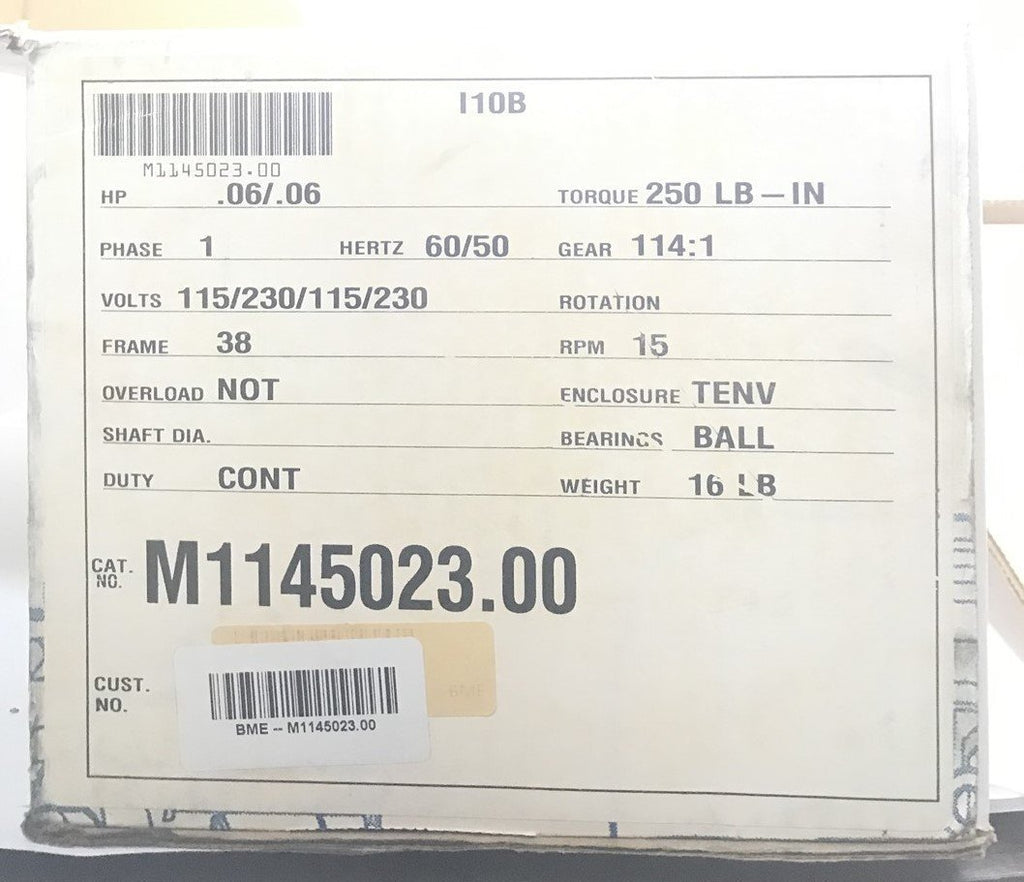 I10B
M1145023.00
HP .06/.06 TORQUE 250 LB-IN
PHASE 1 HERTZ 60/50 GEAR 114:1
VOLTS 115/230/115/230 ROTATION
FRAME 38 RPM 15
OVERLOAD NOT ENCLOSURE TENV
SHAFT DIA. BEARINGS BALL
DUTY CONT WEIGHT 16 LB
CAT. NO. M1145023.00
CUST. NO.
BME
BME -- M1145023.00